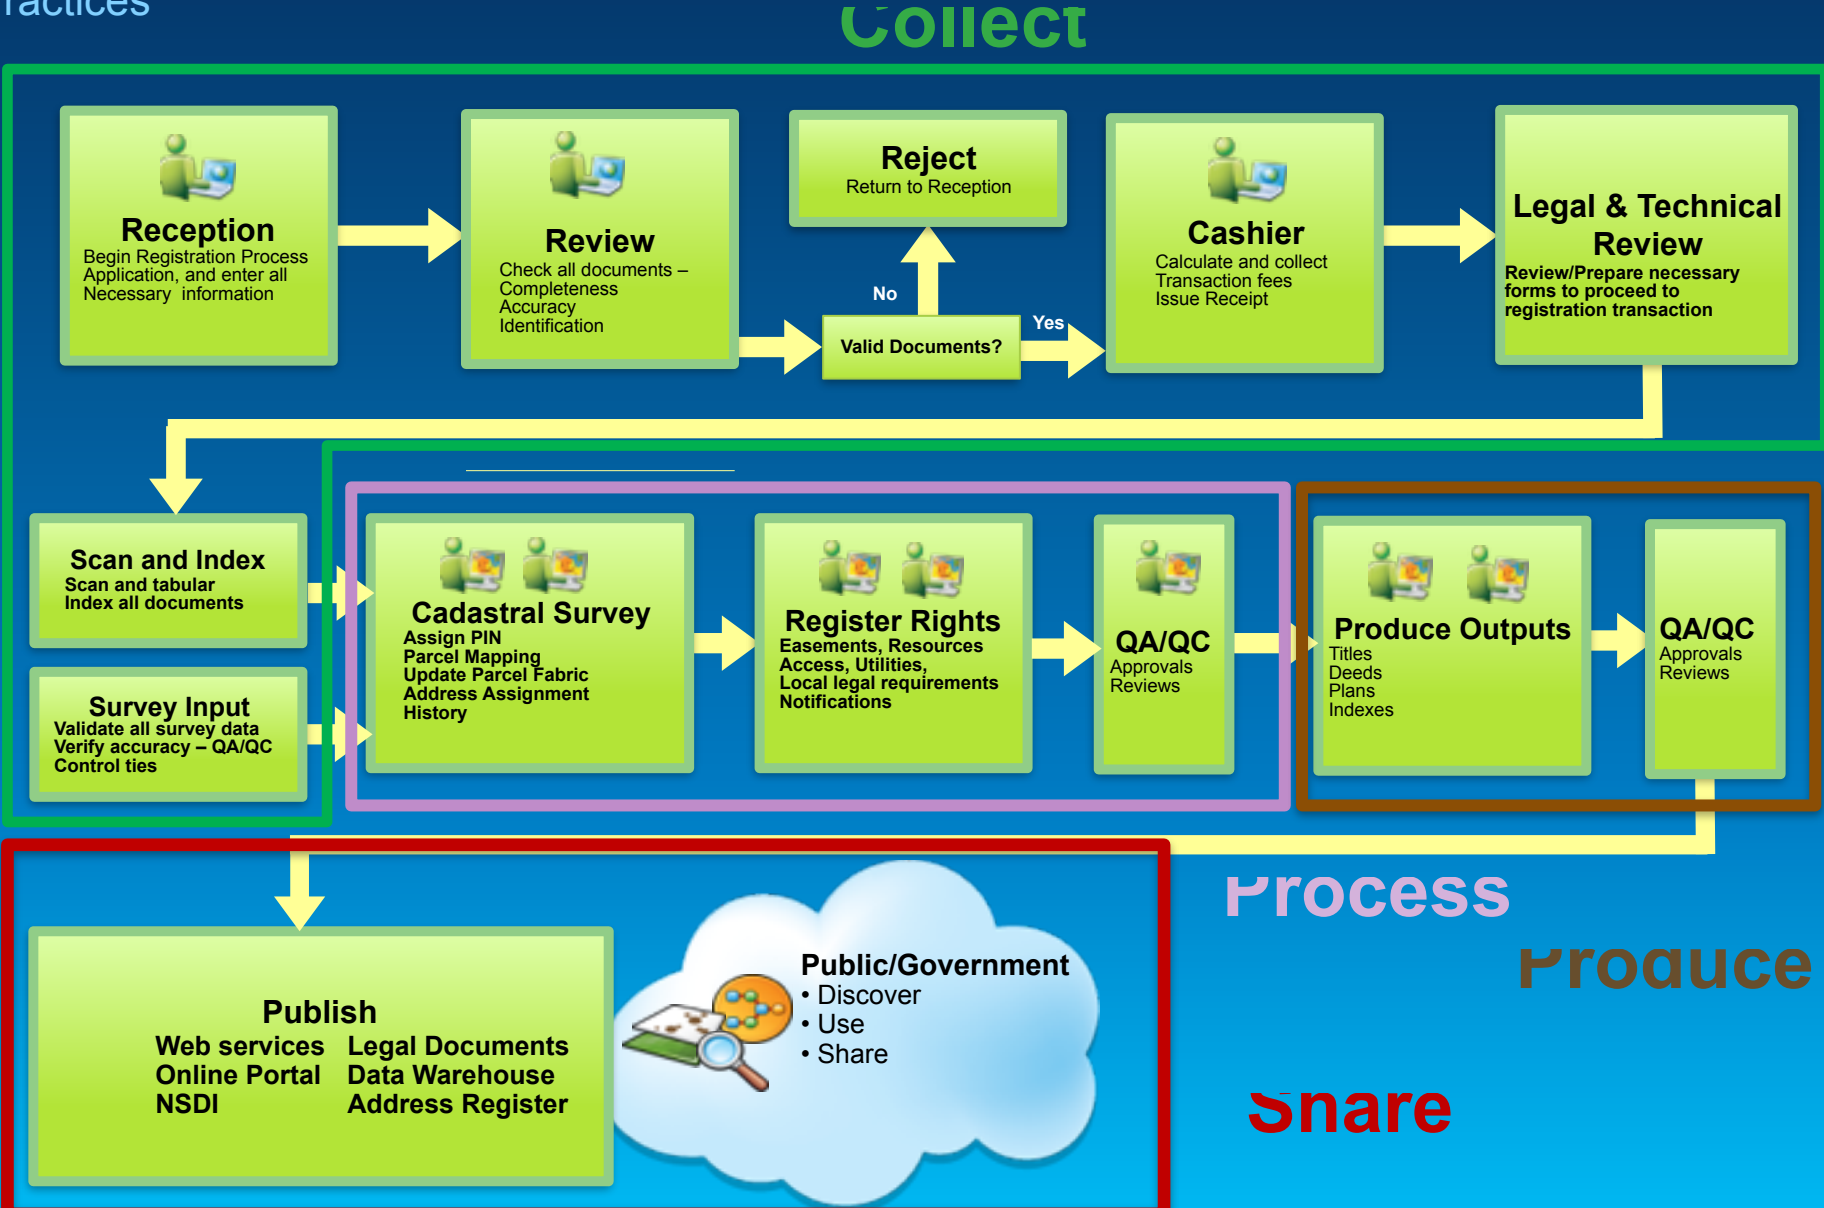 Collect
Reception
Begin Registration Process
Application, and enter all
Necessary information
Review
Check all documents –
Completeness
Accuracy
Identification
Reject
Return to Reception
No
Valid Documents?
Yes
Cashier
Calculate and collect
Transaction fees
Issue Receipt
Legal & Technical
Review
Review/Prepare necessary
forms to proceed to
registration transaction
Scan and Index
Scan and tabular
Index all documents
Survey Input
Validate all survey data
Verify accuracy – QA/QC
Control ties
Cadastral Survey
Assign PIN
Parcel Mapping
Update Parcel Fabric
Address Assignment
History
Register Rights
Easements, Resources
Access, Utilities,
Local legal requirements
Notifications
QA/QC
Approvals
Reviews
Produce Outputs
Titles
Deeds
Plans
Indexes
QA/QC
Approvals
Reviews
Process
Produce
Share
Publish
Web services Legal Documents
Online Portal Data Warehouse
NSDI Address Register
Public/Government
• Discover
• Use
• Share